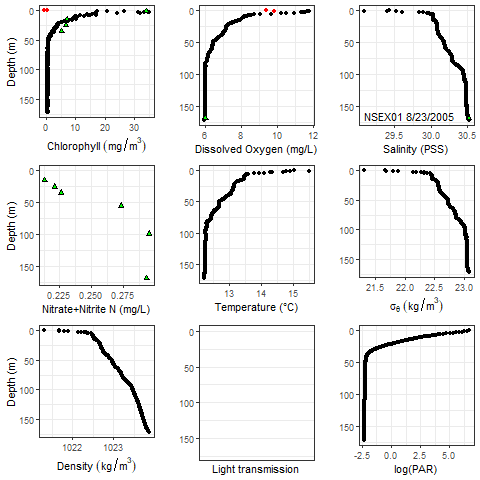 Depth (m)
0
50
100
150
0 10 20 30
Chlorophyll (mg/m³)
0
50
100
150
6 8 10 12
Dissolved Oxygen (mg/L)
0
50
100
150
NSEX01 8/23/2005
29.5 30.0 30.5
Salinity (PSS)
Depth (m)
0
50
100
150
0.225 0.250 0.275
Nitrate+Nitrite N (mg/L)
0
50
100
150
13 14 15
Temperature (°C)
0
50
100
150
21.5 22.0 22.5 23.0
σθ (kg/m³)
Depth (m)
0
50
100
150
1022 1023
Density (kg/m³)
0
50
100
150
Light transmission
0
50
100
150
-2.5 0.0 2.5 5.0
log(PAR)